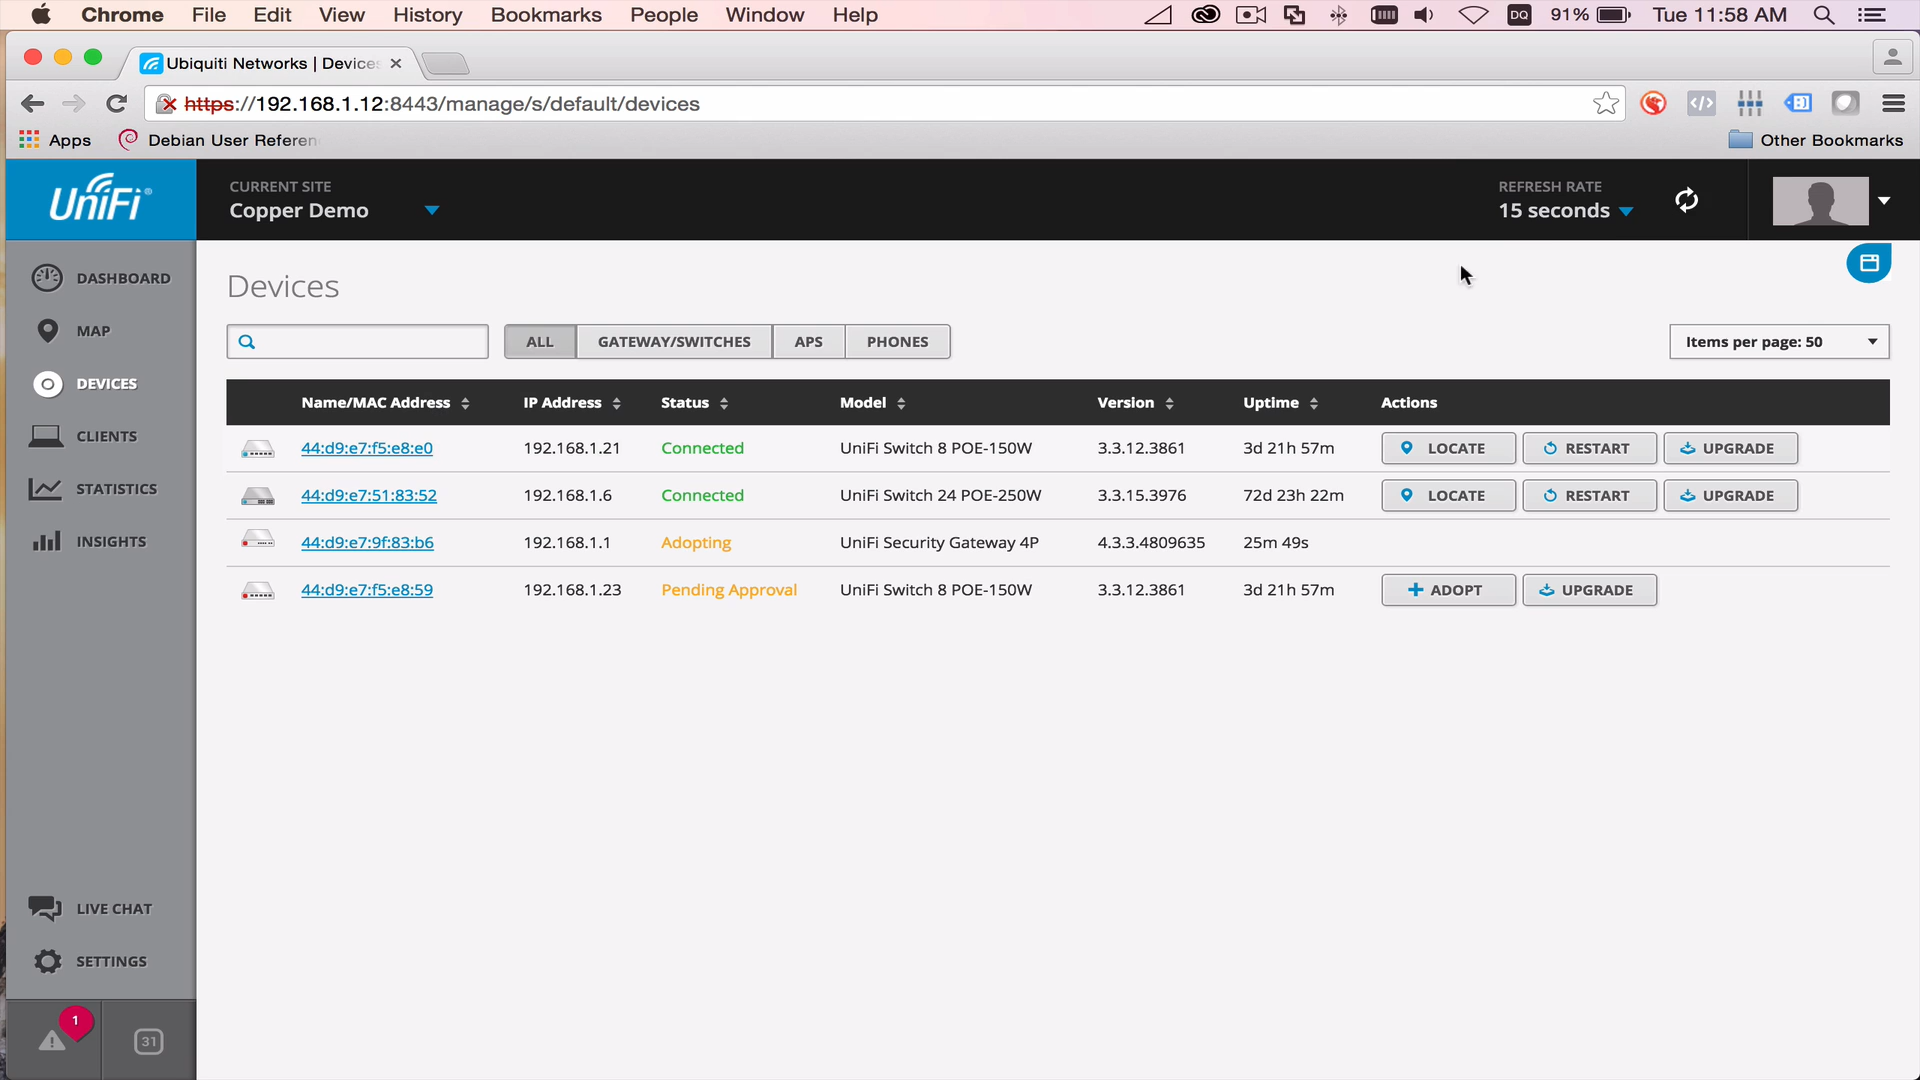 Chrome File Edit View History Bookmarks People Window Help DQ 91% Tue 11:58 AM
Ubiquiti Networks | Devices
https://192.168.1.12:8443/manage/s/default/devices
Apps Debian User Referen Other Bookmarks
UniFi®
CURRENT SITE
Copper Demo
REFRESH RATE
15 seconds
DASHBOARD
MAP
DEVICES
CLIENTS
STATISTICS
INSIGHTS
LIVE CHAT
SETTINGS
1
31
Devices
ALL GATEWAY/SWITCHES APS PHONES Items per page: 50
Name/MAC Address IP Address Status Model Version Uptime Actions
44:d9:e7:f5:e8:e0 192.168.1.21 Connected UniFi Switch 8 POE-150W 3.3.12.3861 3d 21h 57m LOCATE RESTART UPGRADE
44:d9:e7:51:83:52 192.168.1.6 Connected UniFi Switch 24 POE-250W 3.3.15.3976 72d 23h 22m LOCATE RESTART UPGRADE
44:d9:e7:9f:83:b6 192.168.1.1 Adopting UniFi Security Gateway 4P 4.3.3.4809635 25m 49s
44:d9:e7:f5:e8:59 192.168.1.23 Pending Approval UniFi Switch 8 POE-150W 3.3.12.3861 3d 21h 57m ADOPT UPGRADE